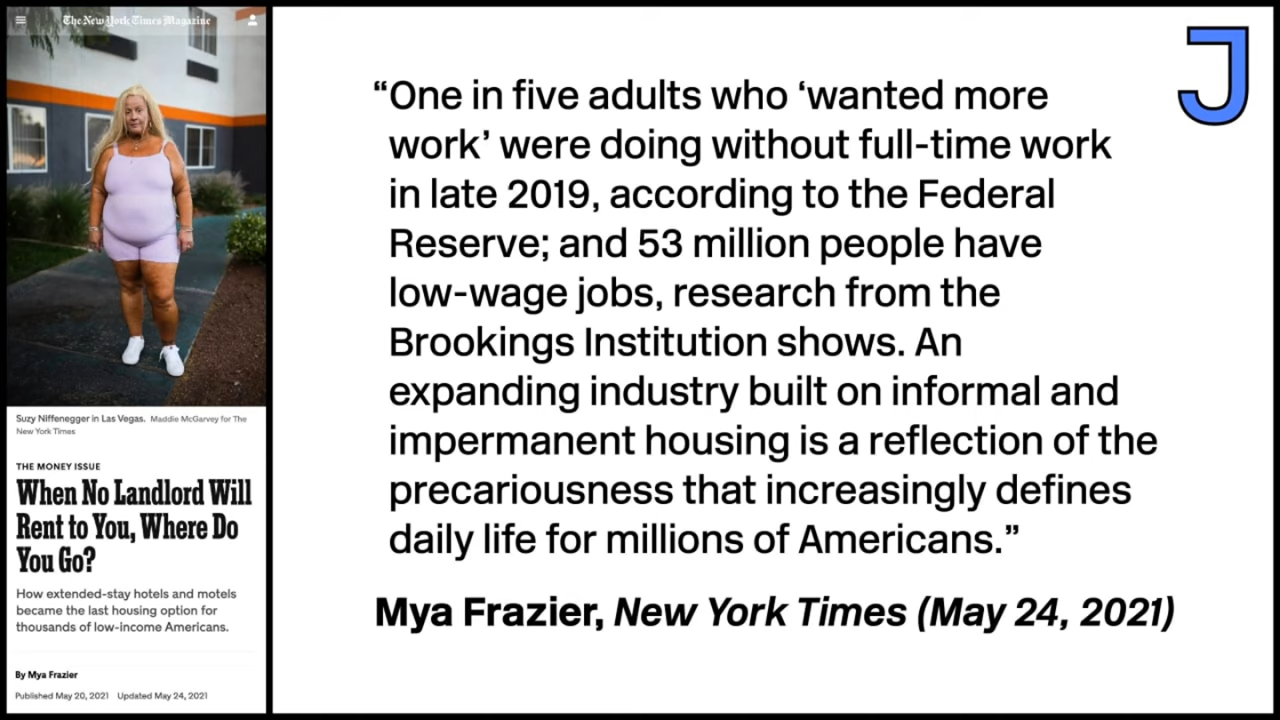 The New York Times Magazine
Suzy Niffenegger in Las Vegas. Maddie McGarvey for The
New York Times
THE MONEY ISSUE
When No Landlord Will
Rent to You, Where Do
You Go?
How extended-stay hotels and motels
became the last housing option for
thousands of low-income Americans.
By Mya Frazier
Published May 20, 2021 Updated May 24, 2021
J
“One in five adults who ‘wanted more
work’ were doing without full-time work
in late 2019, according to the Federal
Reserve; and 53 million people have
low-wage jobs, research from the
Brookings Institution shows. An
expanding industry built on informal and
impermanent housing is a reflection of the
precariousness that increasingly defines
daily life for millions of Americans.”
Mya Frazier, New York Times (May 24, 2021)